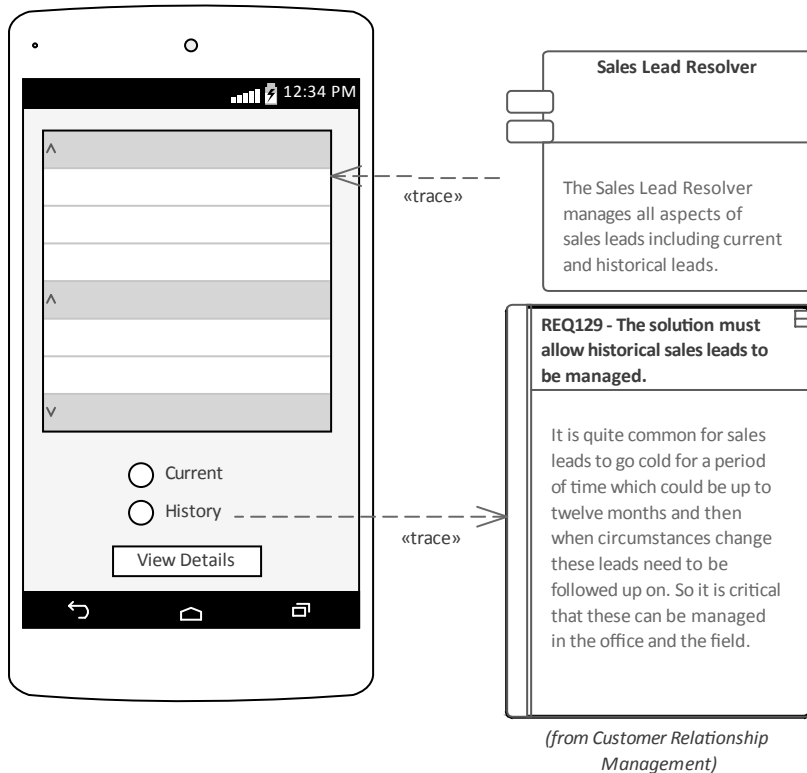 12:34 PM
Current
History
View Details
«trace»
«trace»
Sales Lead Resolver
The Sales Lead Resolver
manages all aspects of
sales leads including current
and historical leads.
REQ129 - The solution must
allow historical sales leads to
be managed.
It is quite common for sales
leads to go cold for a period
of time which could be up to
twelve months and then
when circumstances change
these leads need to be
followed up on. So it is critical
that these can be managed
in the office and the field.
(from Customer Relationship
Management)